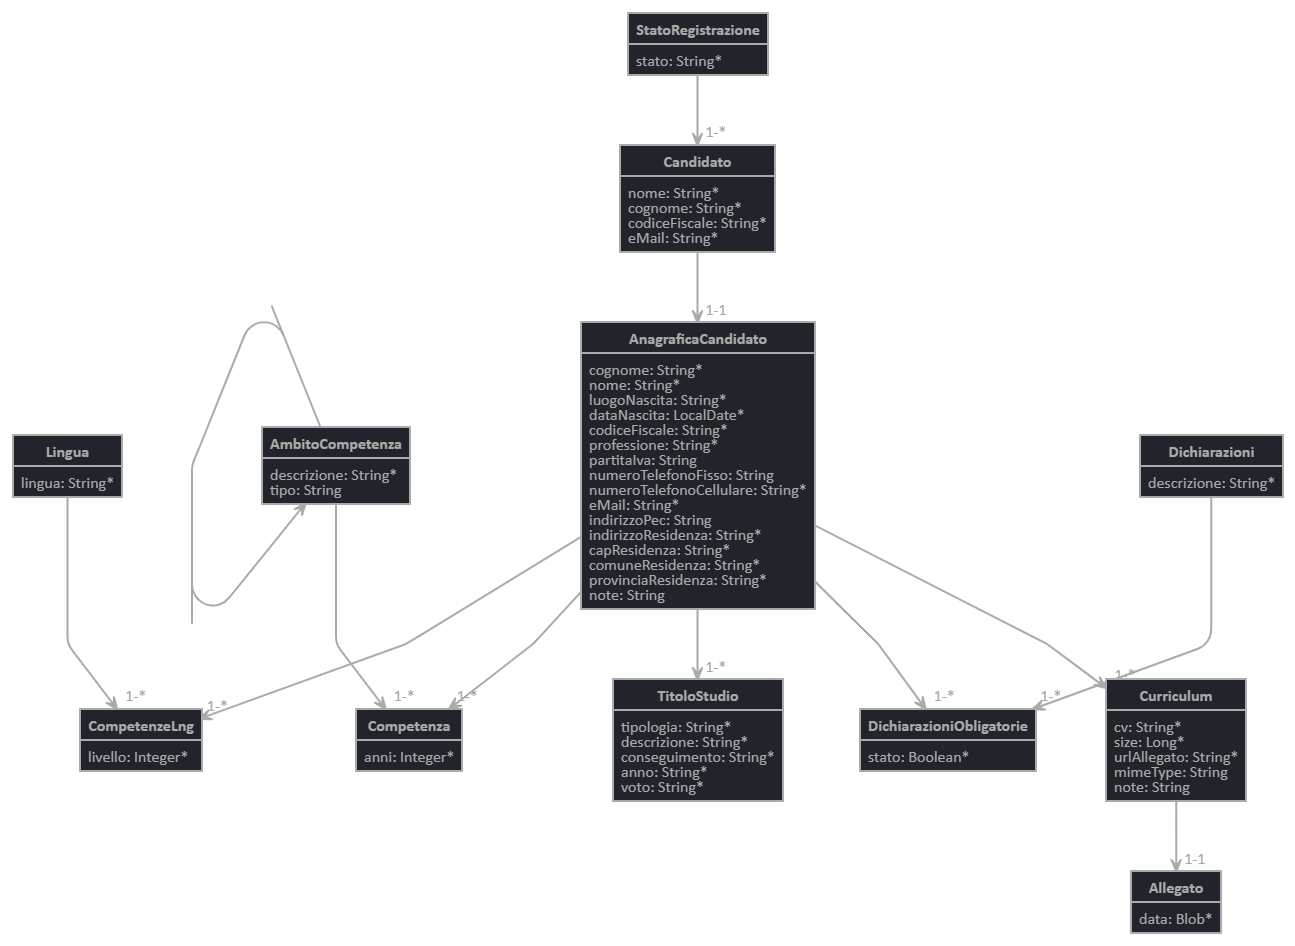 StatoRegistrazione
stato: String*
1-*
Candidato
nome: String*
cognome: String*
codiceFiscale: String*
eMail: String*
1-1
AnagraficaCandidato
cognome: String*
nome: String*
luogoNascita: String*
dataNascita: LocalDate*
codiceFiscale: String*
professione: String*
partitaIva: String
numeroTelefonoFisso: String
numeroTelefonoCellulare: String*
eMail: String*
indirizzoPec: String
indirizzoResidenza: String*
capResidenza: String*
comuneResidenza: String*
provinciaResidenza: String*
note: String
Lingua
lingua: String*
AmbitoCompetenza
descrizione: String*
tipo: String
Dichiarazioni
descrizione: String*
1-*
1-*
CompetenzeLng
livello: Integer*
1-*
1-*
Competenza
anni: Integer*
1-*
TitoloStudio
tipologia: String*
descrizione: String*
conseguimento: String*
anno: String*
voto: String*
1-*
1-*
DichiarazioniObligatorie
stato: Boolean*
1-*
Curriculum
cv: String*
size: Long*
urlAllegato: String*
mimeType: String
note: String
1-1
Allegato
data: Blob*